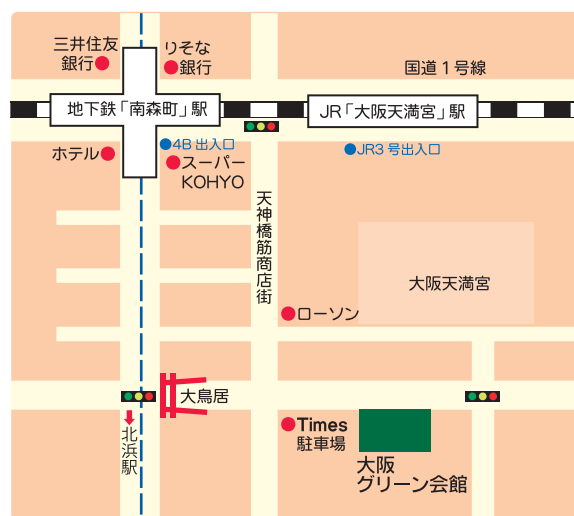 三井住友
銀行
りそな
銀行
国道1号線
地下鉄「南森町」駅
JR「大阪天満宮」駅
ホテル
4B 出入口
JR3 号出入口
スーパー
KOHYO
天神橋筋商店街
大阪天満宮
ローソン
大鳥居
北浜駅
Times
駐車場
大阪
グリーン会館